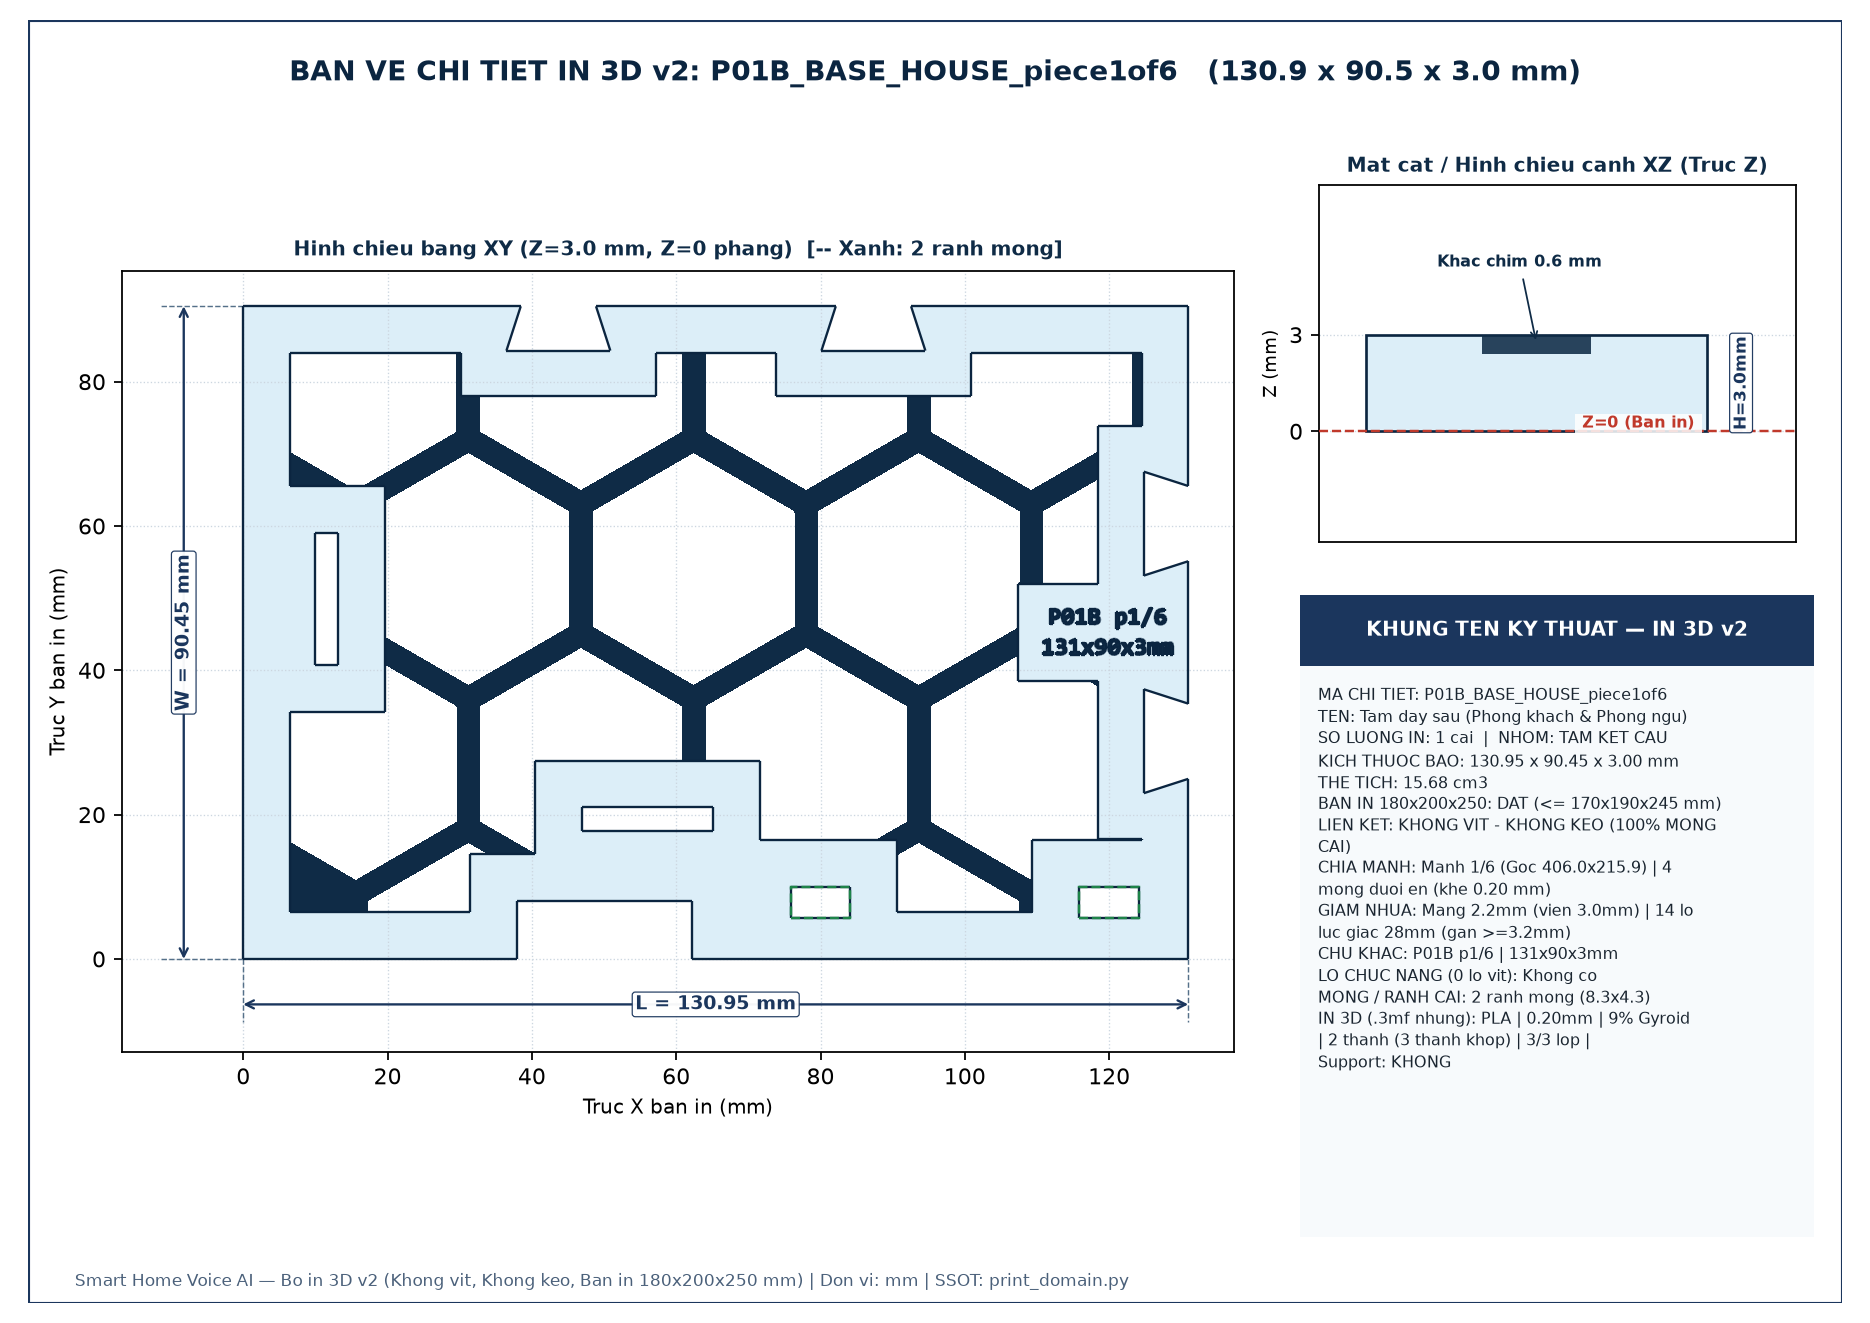 BAN VE CHI TIET IN 3D v2: P01B_BASE_HOUSE_piece1of6   (130.9 x 90.5 x 3.0 mm)
Hinh chieu bang XY (Z=3.0 mm, Z=0 phang)  [-- Xanh: 2 ranh mong]
Truc Y ban in (mm)
80
60
40
20
0
W = 90.45 mm
P01B p1/6
131x90x3mm
L = 130.95 mm
0
20
40
60
80
100
120
Truc X ban in (mm)
Mat cat / Hinh chieu canh XZ (Truc Z)
Khac chim 0.6 mm
Z (mm)
3
0
Z=0 (Ban in)
H=3.0mm
KHUNG TEN KY THUAT — IN 3D v2
MA CHI TIET: P01B_BASE_HOUSE_piece1of6
TEN: Tam day sau (Phong khach & Phong ngu)
SO LUONG IN: 1 cai  |  NHOM: TAM KET CAU
KICH THUOC BAO: 130.95 x 90.45 x 3.00 mm
THE TICH: 15.68 cm3
BAN IN 180x200x250: DAT (<= 170x190x245 mm)
LIEN KET: KHONG VIT - KHONG KEO (100% MONG
CAI)
CHIA MANH: Manh 1/6 (Goc 406.0x215.9) | 4
mong duoi en (khe 0.20 mm)
GIAM NHUA: Mang 2.2mm (vien 3.0mm) | 14 lo
luc giac 28mm (gan >=3.2mm)
CHU KHAC: P01B p1/6 | 131x90x3mm
LO CHUC NANG (0 lo vit): Khong co
MONG / RANH CAI: 2 ranh mong (8.3x4.3)
IN 3D (.3mf nhung): PLA | 0.20mm | 9% Gyroid
| 2 thanh (3 thanh khop) | 3/3 lop |
Support: KHONG
Smart Home Voice AI — Bo in 3D v2 (Khong vit, Khong keo, Ban in 180x200x250 mm) | Don vi: mm | SSOT: print_domain.py